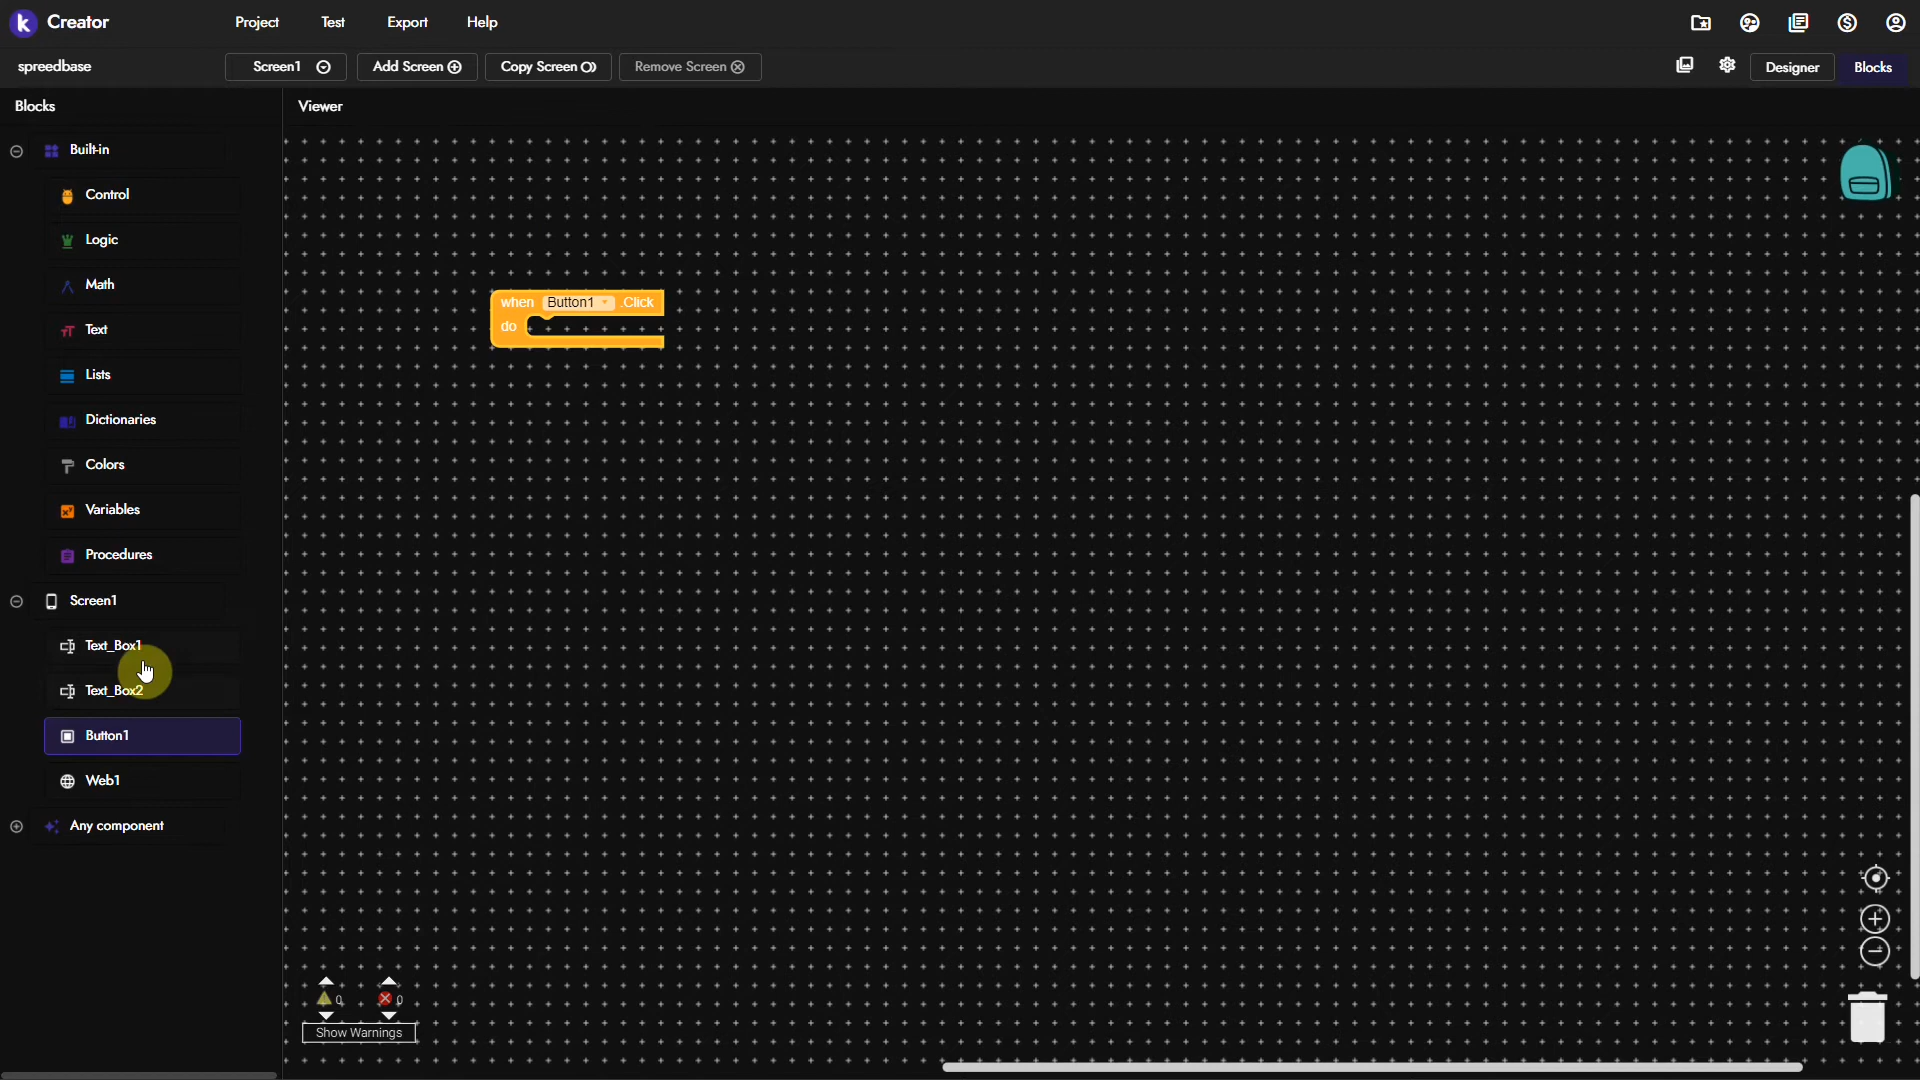 Creator
Project
Test
Export
Help
spreedbase
Screen1
Add Screen
Copy Screen
Remove Screen
Designer
Blocks
Blocks
Viewer
Built-in
Control
Logic
Math
Text
Lists
Dictionaries
Colors
Variables
Procedures
Screen1
Text_Box1
Text_Box2
Button1
Web1
Any component
when Button1 .Click
do
0
0
Show Warnings